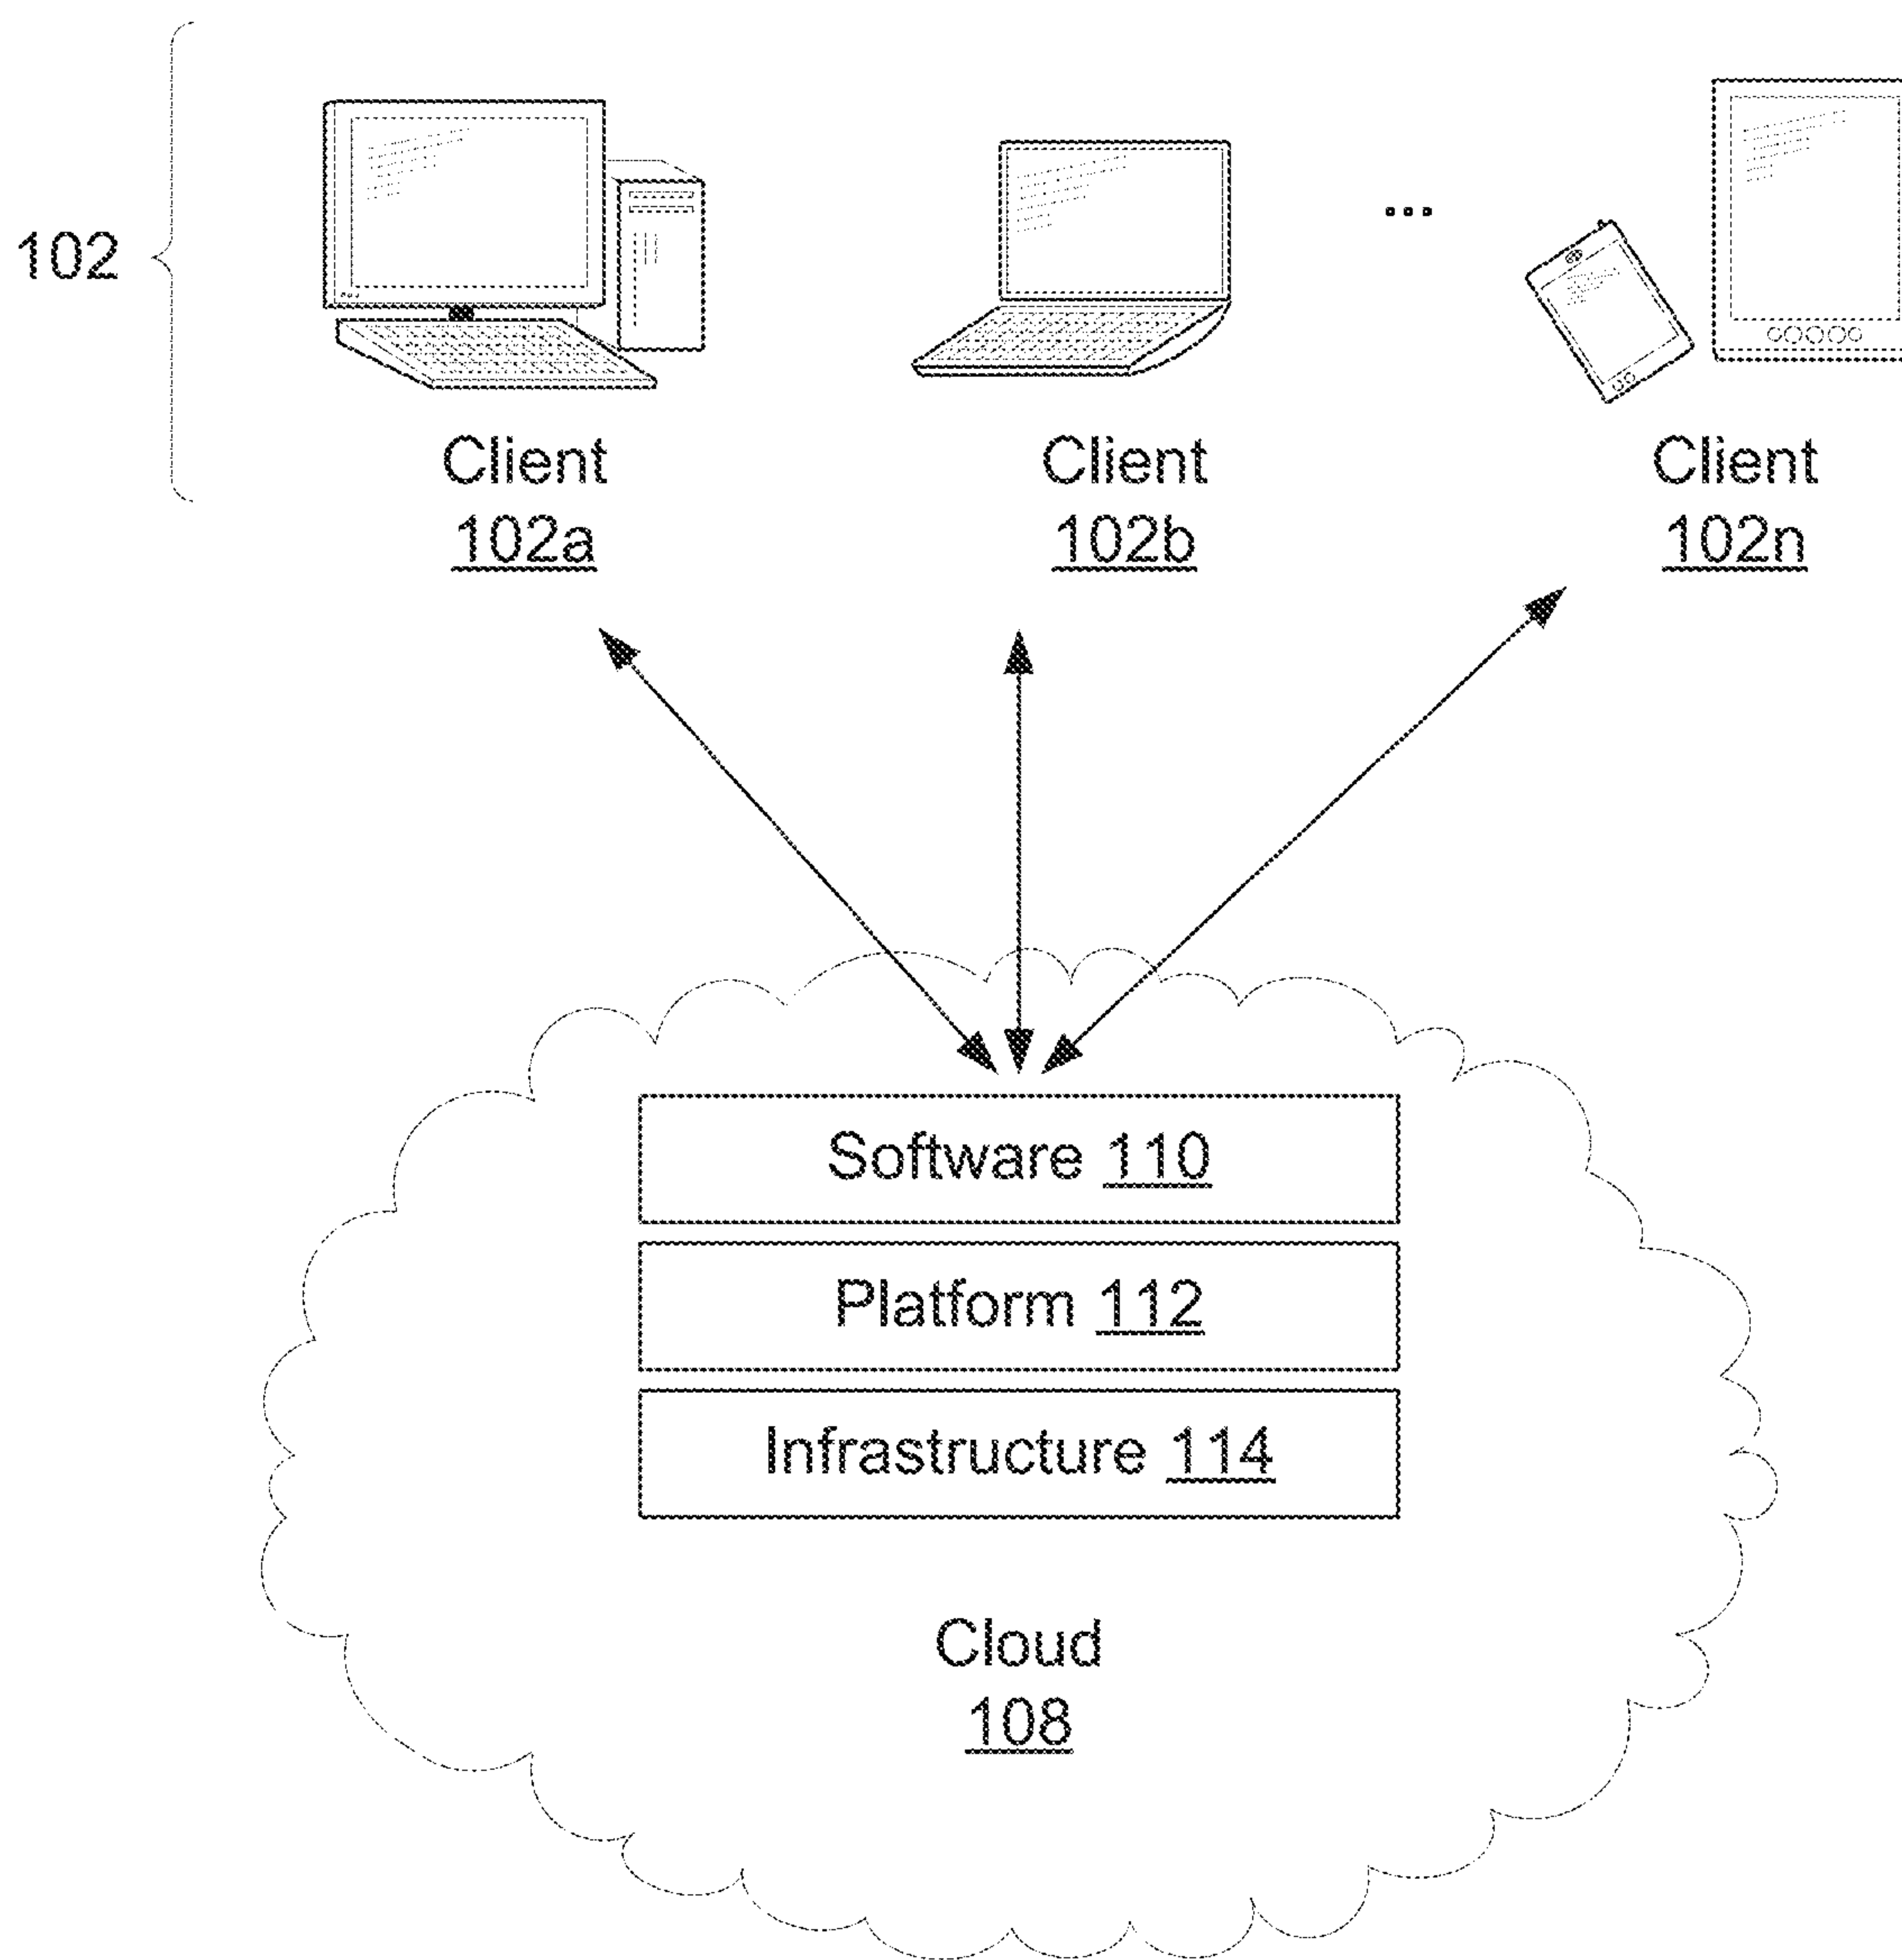 102
...
Client
102a
Client
102b
Client
102n
Software 110
Platform 112
Infrastructure 114
Cloud
108